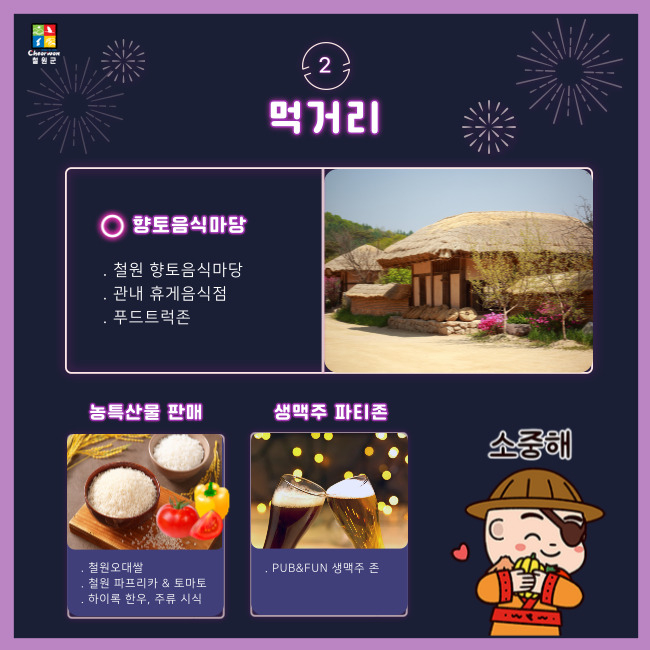 Cheorwon
철원군
2
먹거리
향토음식마당
. 철원 향토음식마당
. 관내 휴게음식점
. 푸드트럭존
농특산물 판매
. 철원오대쌀
. 철원 파프리카 & 토마토
. 하이록 한우, 주류 시식
생맥주 파티존
. PUB&FUN 생맥주 존
소중해